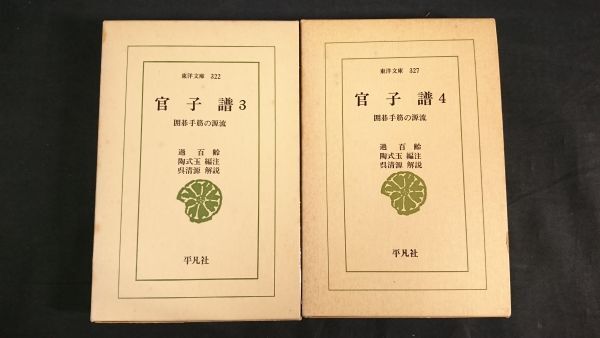 東洋文庫 322
官子譜3
囲碁手筋の源流
過百齢
陶式玉 編注
呉清源 解説
平凡社
東洋文庫 327
官子譜4
囲碁手筋の源流
過百齢
陶式玉 編注
呉清源 解説
平凡社